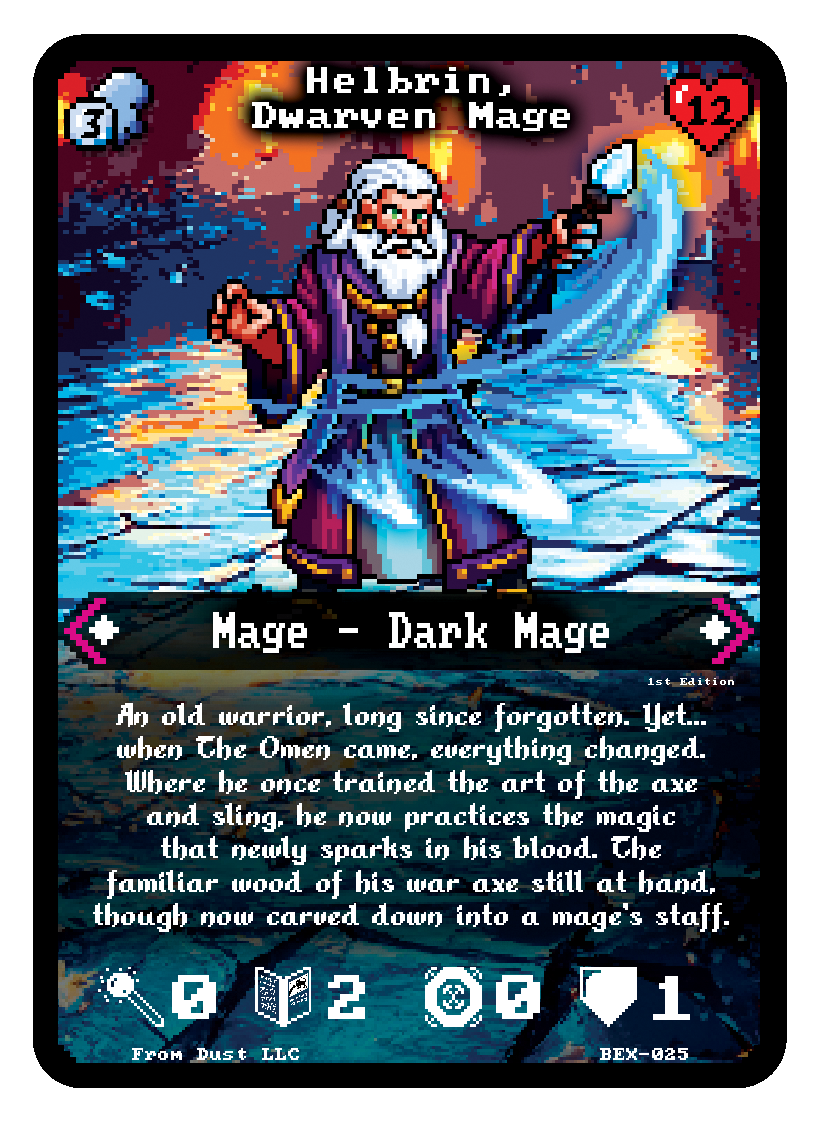 Helbrin,
Dwarven Mage
3
12
Mage - Dark Mage
1st Edition
An old warrior, long since forgotten. Yet...
when The Omen came, everything changed.
Where he once trained the art of the axe
and sling, he now practices the magic
that newly sparks in his blood. The
familiar wood of his war axe still at hand,
though now carved down into a mage's staff.
0 2 0 1
From Dust LLC
BEX-025